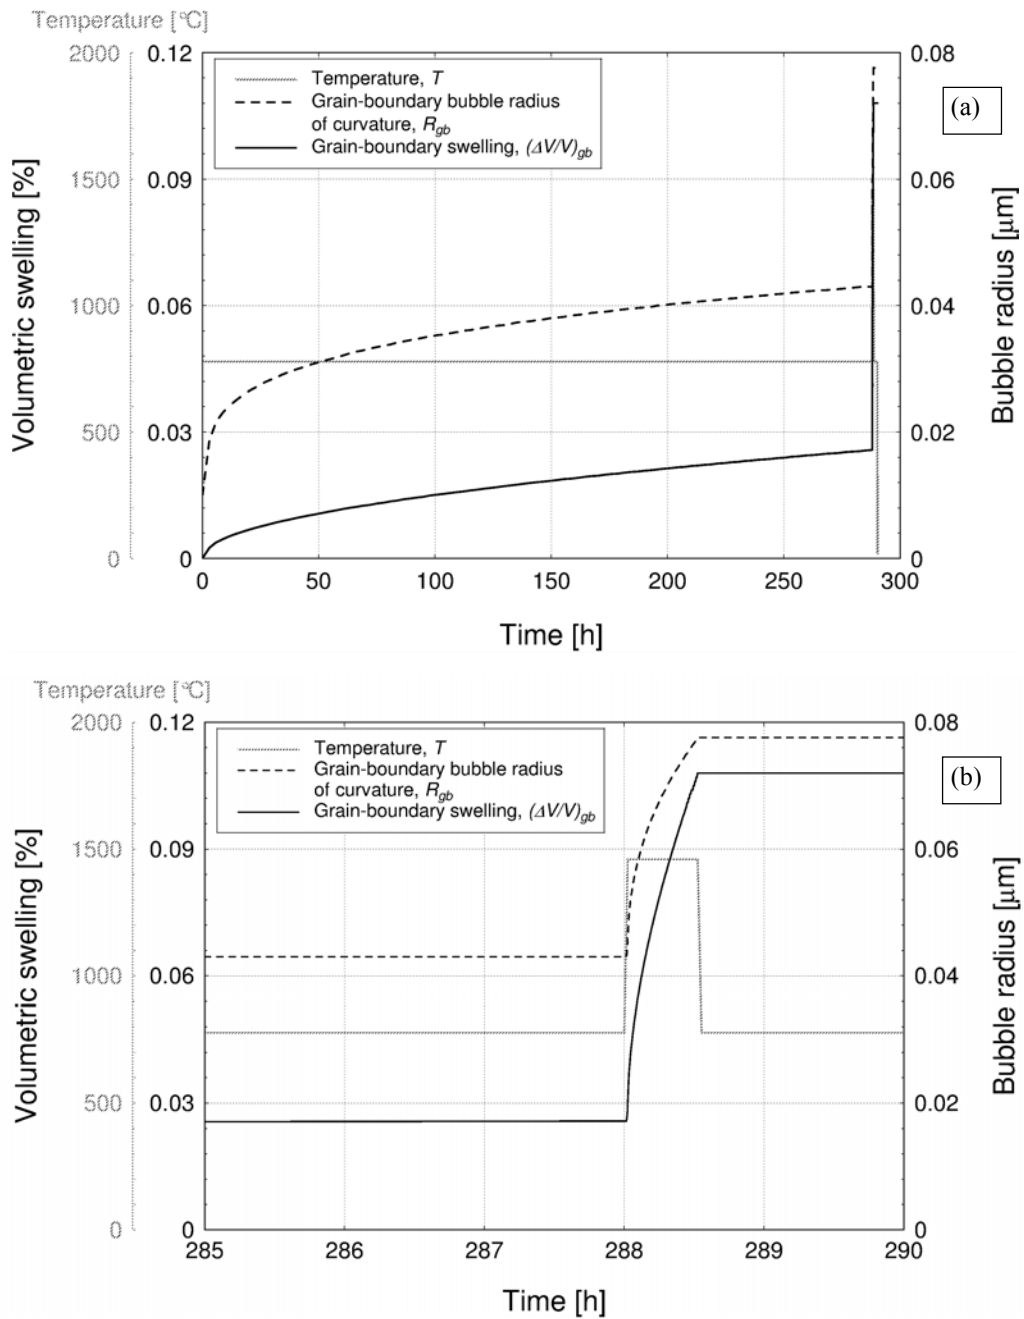 Temperature [°C]
2000 0.12 0.08
Temperature, T
Grain-boundary bubble radius
of curvature, Rgb
Grain-boundary swelling, (ΔV/V)gb
(a)
1500 0.09 0.06
1000 0.06 0.04
500 0.03 0.02
0 0 0
Volumetric swelling [%]
Bubble radius [μm]
0 50 100 150 200 250 300
Time [h]
Temperature [°C]
2000 0.12 0.08
Temperature, T
Grain-boundary bubble radius
of curvature, Rgb
Grain-boundary swelling, (ΔV/V)gb
(b)
1500 0.09 0.06
1000 0.06 0.04
500 0.03 0.02
0 0 0
Volumetric swelling [%]
Bubble radius [μm]
285 286 287 288 289 290
Time [h]